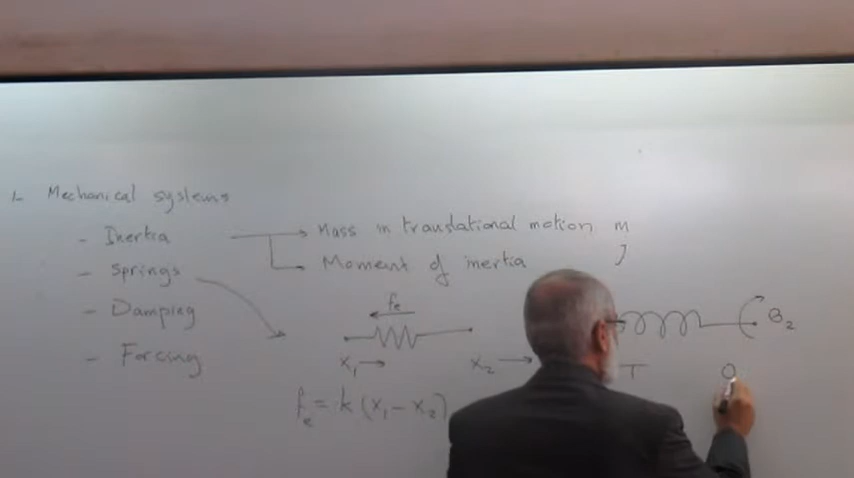 1- Mechanical systems
- Inertia
Mass in translational motion m
Moment of inertia J
- Springs
- Damping
- Forcing
fe
x1 x2
fe = k (x1 - x2)
θ2
T